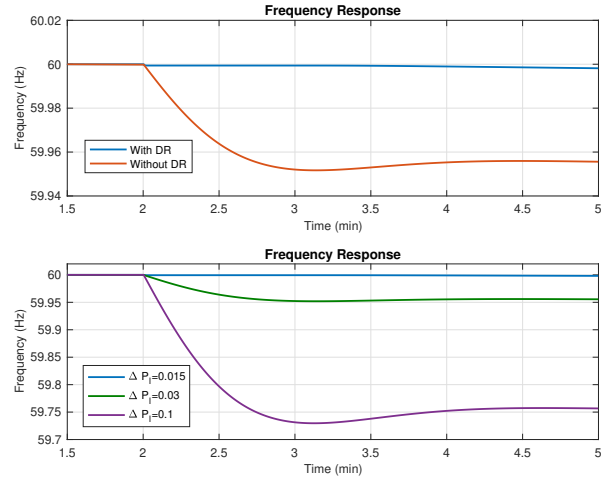 Frequency Response
60.02
60
59.98
59.96
59.94
Frequency (Hz)
With DR
Without DR
1.5 2 2.5 3 3.5 4 4.5 5
Time (min)
Frequency Response
60
59.95
59.9
59.85
59.8
59.75
59.7
Frequency (Hz)
Δ P_l=0.015
Δ P_l=0.03
Δ P_l=0.1
1.5 2 2.5 3 3.5 4 4.5 5
Time (min)